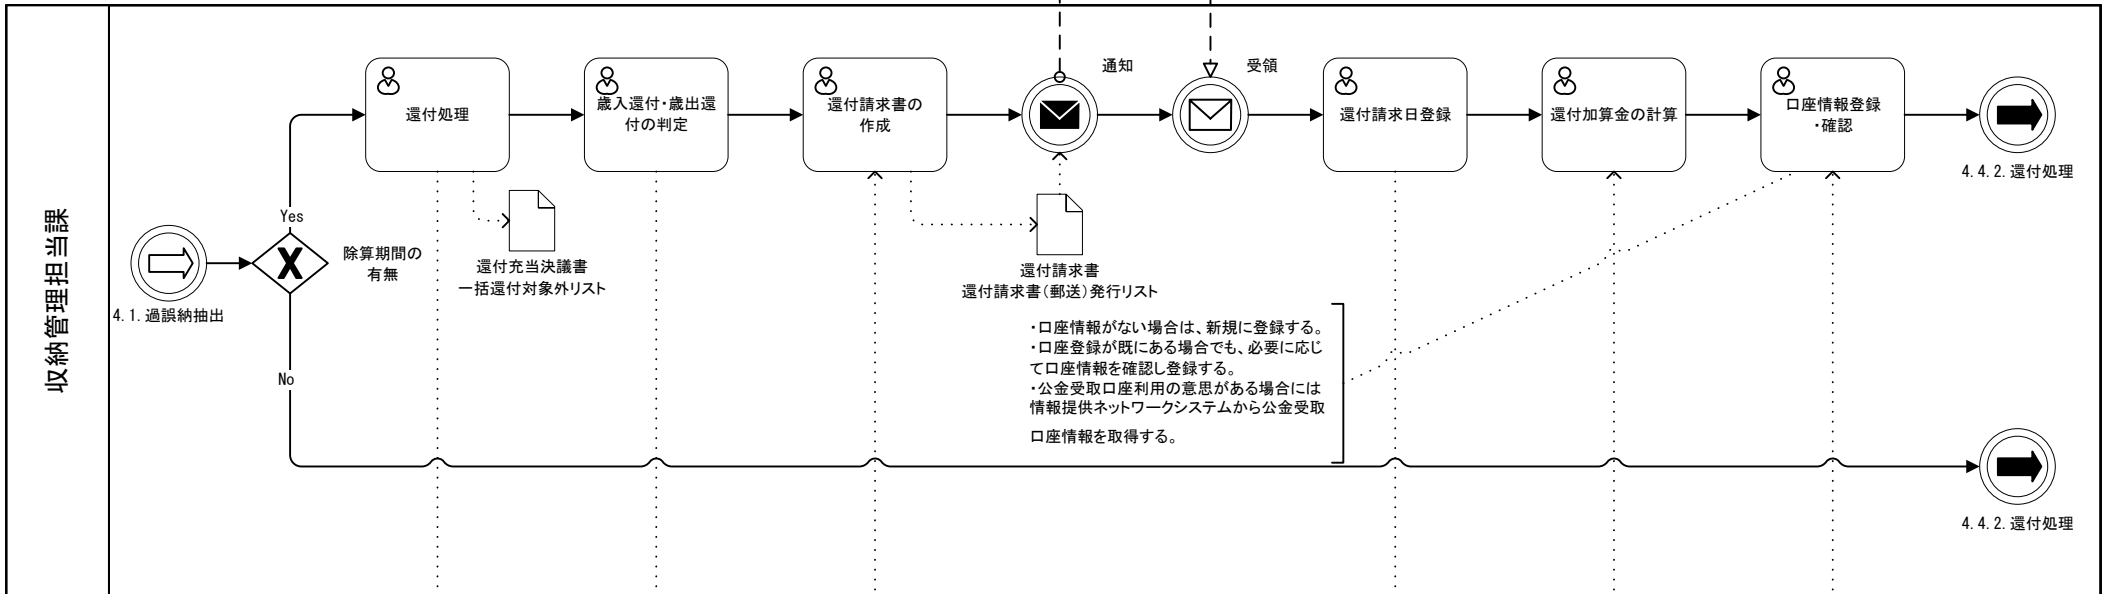 収納管理担当課
4.1.過誤納抽出
Yes
No
除算期間の
有無
還付処理
還付充当決議書
一括還付対象外リスト
歳入還付・歳出還
付の判定
還付請求書の
作成
通知
還付請求書
還付請求書(郵送)発行リスト
受領
還付請求日登録
還付加算金の計算
口座情報登録
・確認
4.4.2.還付処理
・口座情報がない場合は、新規に登録する。
・口座登録が既にある場合でも、必要に応じ
て口座情報を確認し登録する。
・公金受取口座利用の意思がある場合には
情報提供ネットワークシステムから公金受取
口座情報を取得する。
4.4.2.還付処理